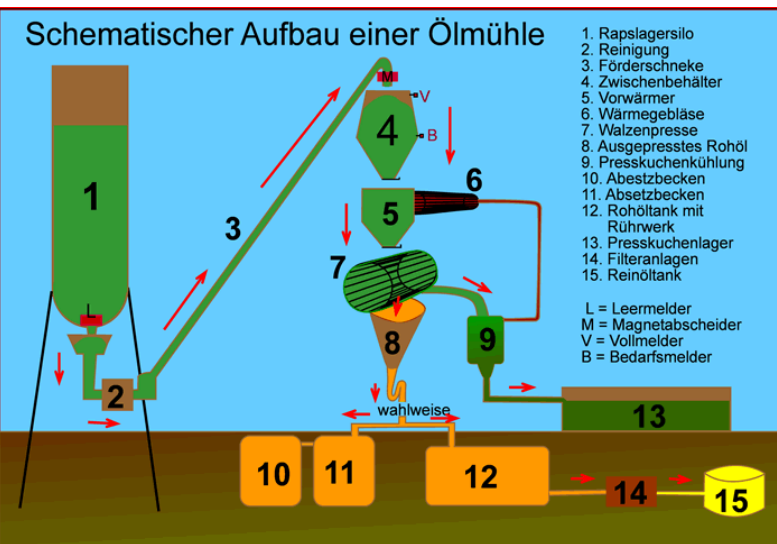 Schematischer Aufbau einer Ölmühle
1. Rapslagersilo
2. Reinigung
3. Förderschneke
4. Zwischenbehälter
5. Vorwärmer
6. Wärmegebläse
7. Walzenpresse
8. Ausgepresstes Rohöl
9. Presskuchenkühlung
10. Abestzbecken
11. Absetzbecken
12. Rohöltank mit
Rührwerk
13. Presskuchenlager
14. Filteranlagen
15. Reinöltank
L = Leermelder
M = Magnetabscheider
V = Vollmelder
B = Bedarfsmelder
M
V
4
B
1
6
5
3
7
L
8
9
2
wahlweise
13
10
11
12
14
15